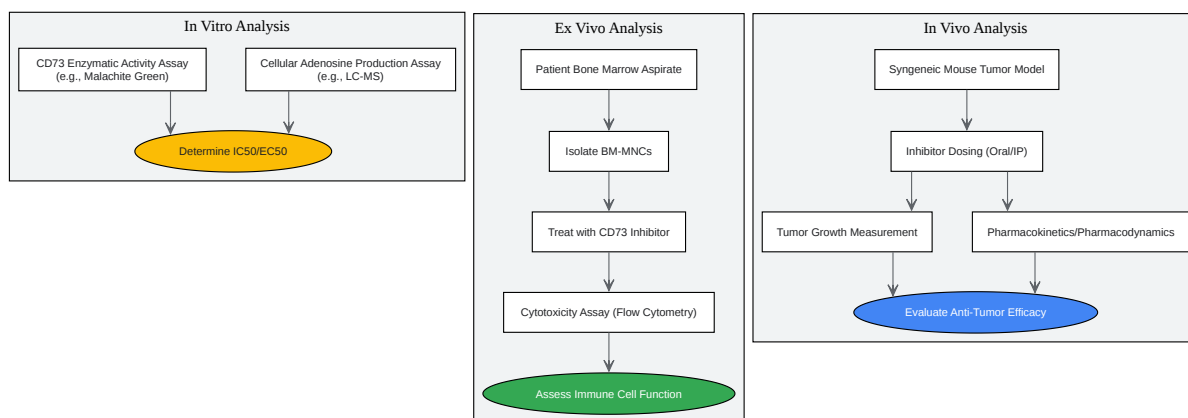 In Vitro Analysis
CD73 Enzymatic Activity Assay
(e.g., Malachite Green)
Cellular Adenosine Production Assay
(e.g., LC-MS)
Determine IC50/EC50
Ex Vivo Analysis
Patient Bone Marrow Aspirate
Isolate BM-MNCs
Treat with CD73 Inhibitor
Cytotoxicity Assay (Flow Cytometry)
Assess Immune Cell Function
In Vivo Analysis
Syngeneic Mouse Tumor Model
Inhibitor Dosing (Oral/IP)
Tumor Growth Measurement
Pharmacokinetics/Pharmacodynamics
Evaluate Anti-Tumor Efficacy